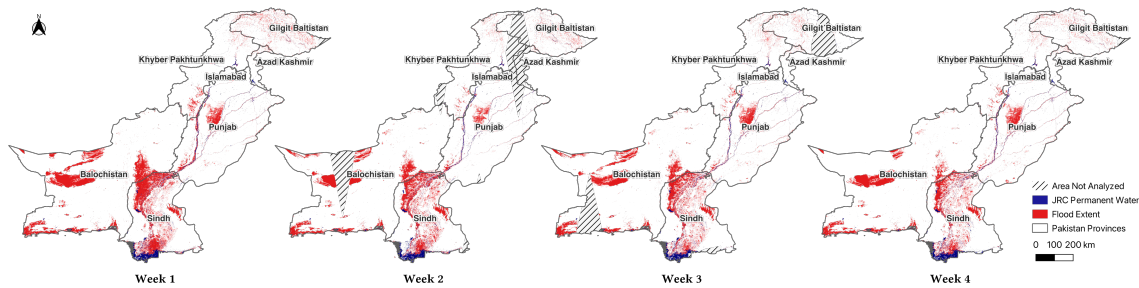 N
Gilgit Baltistan
Khyber Pakhtunkhwa
Azad Kashmir
Islamabad
Punjab
Balochistan
Sindh
Week 1
Gilgit Baltistan
Khyber Pakhtunkhwa
Azad Kashmir
Islamabad
Punjab
Balochistan
Sindh
Week 2
Gilgit Baltistan
Khyber Pakhtunkhwa
Azad Kashmir
Islamabad
Punjab
Balochistan
Sindh
Week 3
Gilgit Baltistan
Khyber Pakhtunkhwa
Azad Kashmir
Islamabad
Punjab
Balochistan
Sindh
Week 4
Area Not Analyzed
JRC Permanent Water
Flood Extent
Pakistan Provinces
0 100 200 km